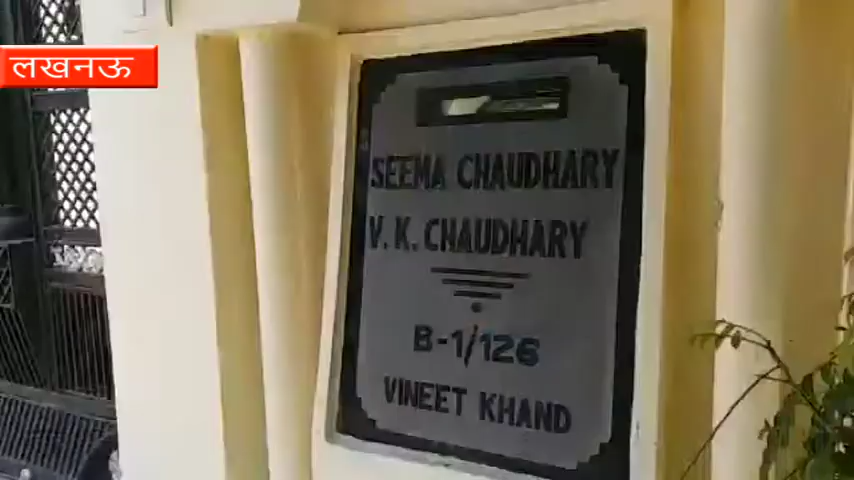 लखनऊ
SEEMA CHAUDHARY
V. K. CHAUDHARY
B-1/126
VINEET KHAND